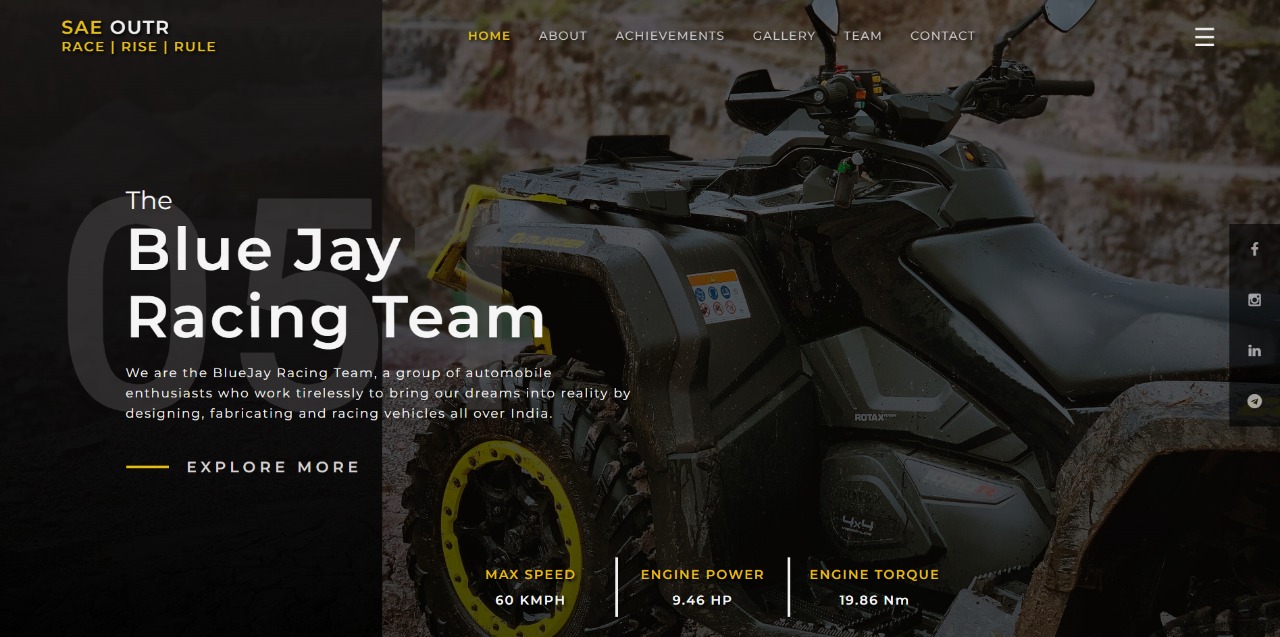 SAE OUTR
RACE | RISE | RULE
HOME ABOUT ACHIEVEMENTS GALLERY TEAM CONTACT
05
The
Blue Jay
Racing Team
We are the BlueJay Racing Team, a group of automobile
enthusiasts who work tirelessly to bring our dreams into reality by
designing, fabricating and racing vehicles all over India.
EXPLORE MORE
OUTLANDER
ROTAX
4x4
MAX SPEED ENGINE POWER ENGINE TORQUE
60 KMPH 9.46 HP 19.86 Nm